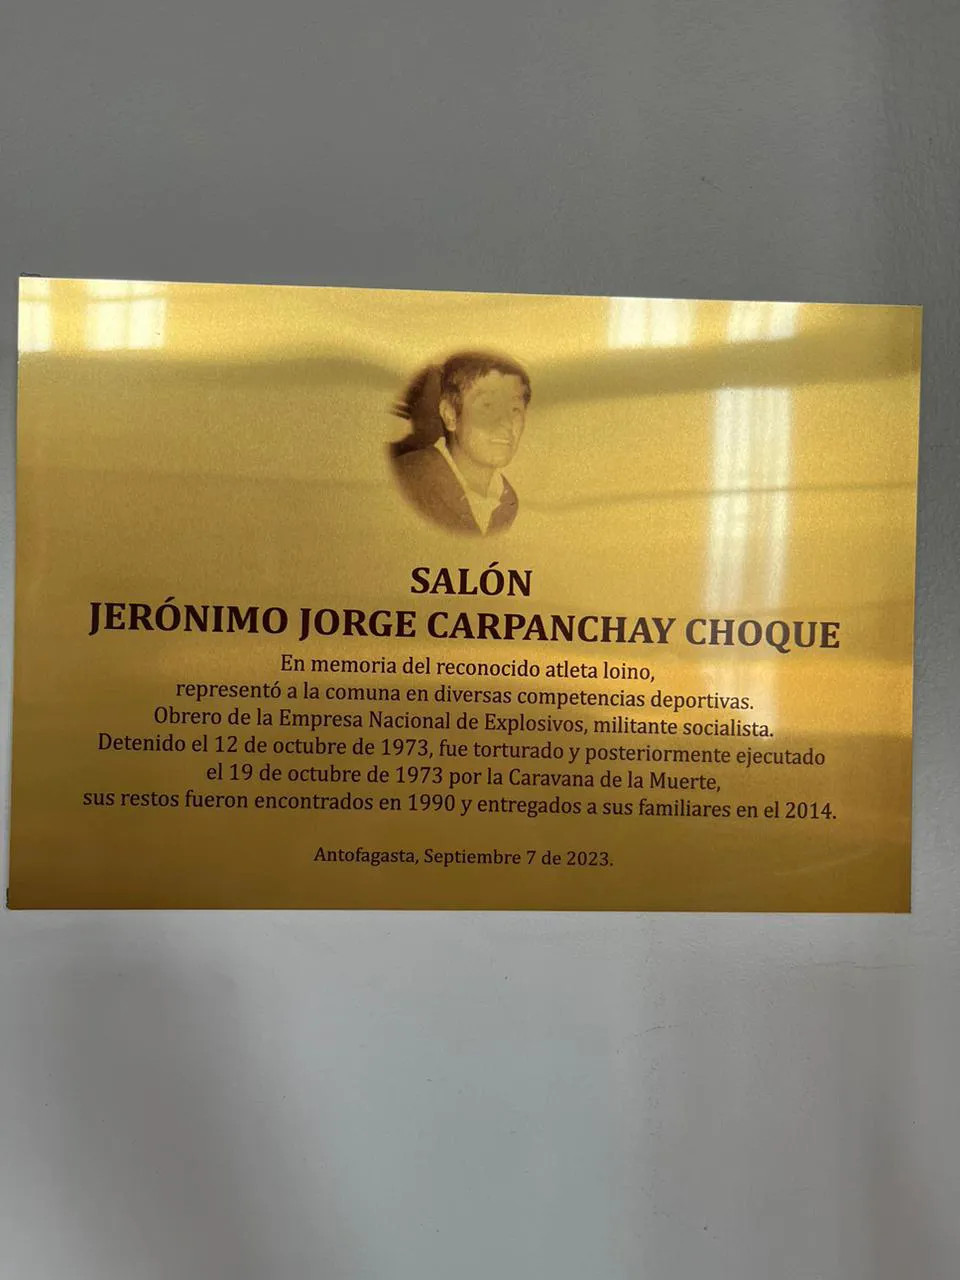 SALÓN
JERÓNIMO JORGE CARPANCHAY CHOQUE
En memoria del reconocido atleta loino,
representó a la comuna en diversas competencias deportivas.
Obrero de la Empresa Nacional de Explosivos, militante socialista.
Detenido el 12 de octubre de 1973, fue torturado y posteriormente ejecutado
el 19 de octubre de 1973 por la Caravana de la Muerte,
sus restos fueron encontrados en 1990 y entregados a sus familiares en el 2014.
Antofagasta, Septiembre 7 de 2023.